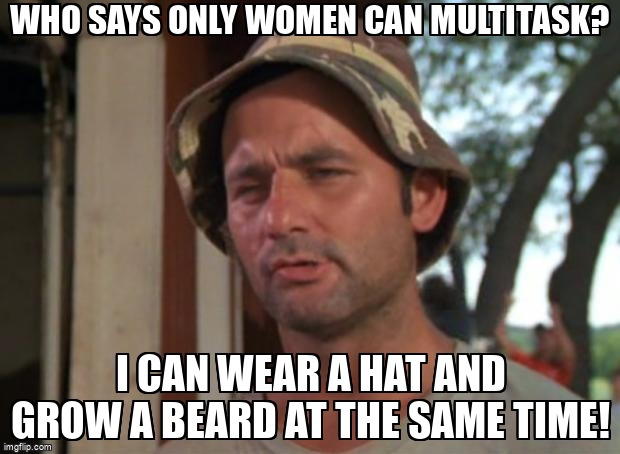 WHO SAYS ONLY WOMEN CAN MULTITASK?
I CAN WEAR A HAT AND
GROW A BEARD AT THE SAME TIME!
imgflip.com